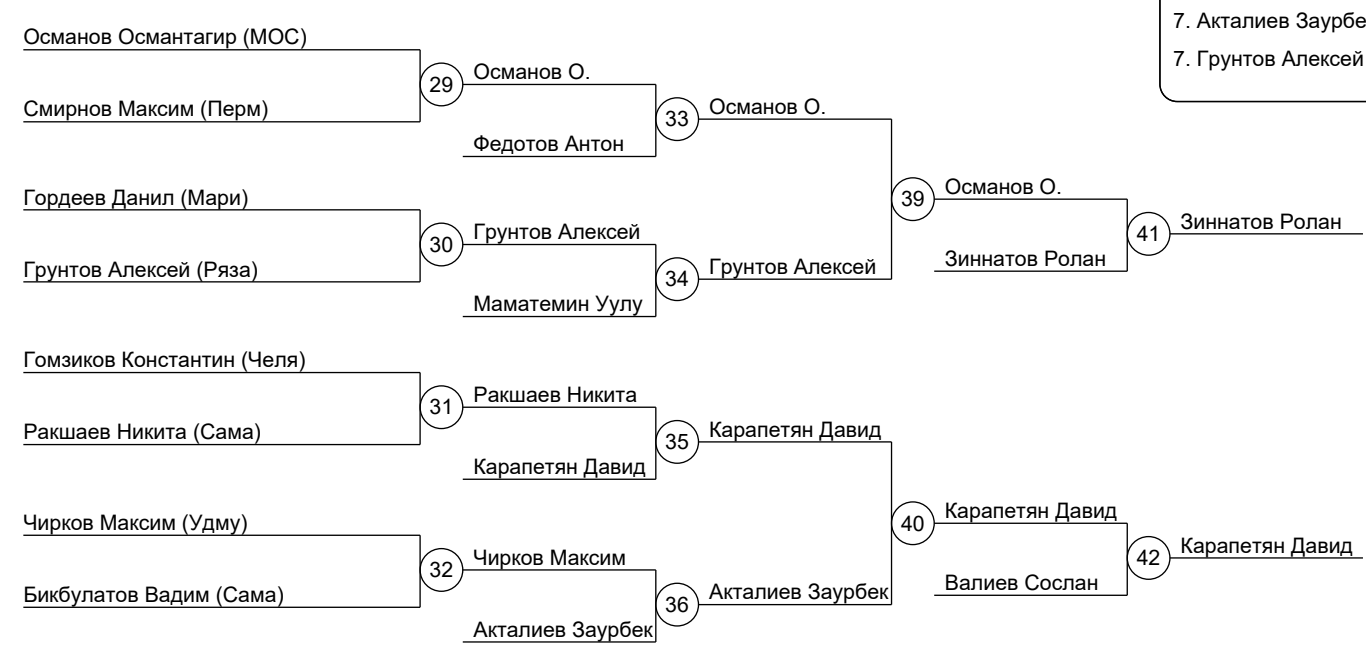 7. Акталиев Заурбе
7. Грунтов Алексей
Османов Османтагир (МОС)
29
Османов О.
Смирнов Максим (Перм)
33
Османов О.
Федотов Антон
Гордеев Данил (Мари)
39
Османов О.
30
Грунтов Алексей
41
Зиннатов Ролан
Грунтов Алексей (Ряза)
34
Грунтов Алексей
Зиннатов Ролан
Маматемин Уулу
Гомзиков Константин (Челя)
31
Ракшаев Никита
Ракшаев Никита (Сама)
35
Карапетян Давид
Карапетян Давид
Чирков Максим (Удму)
40
Карапетян Давид
32
Чирков Максим
42
Карапетян Давид
Бикбулатов Вадим (Сама)
36
Акталиев Заурбек
Валиев Сослан
Акталиев Заурбек